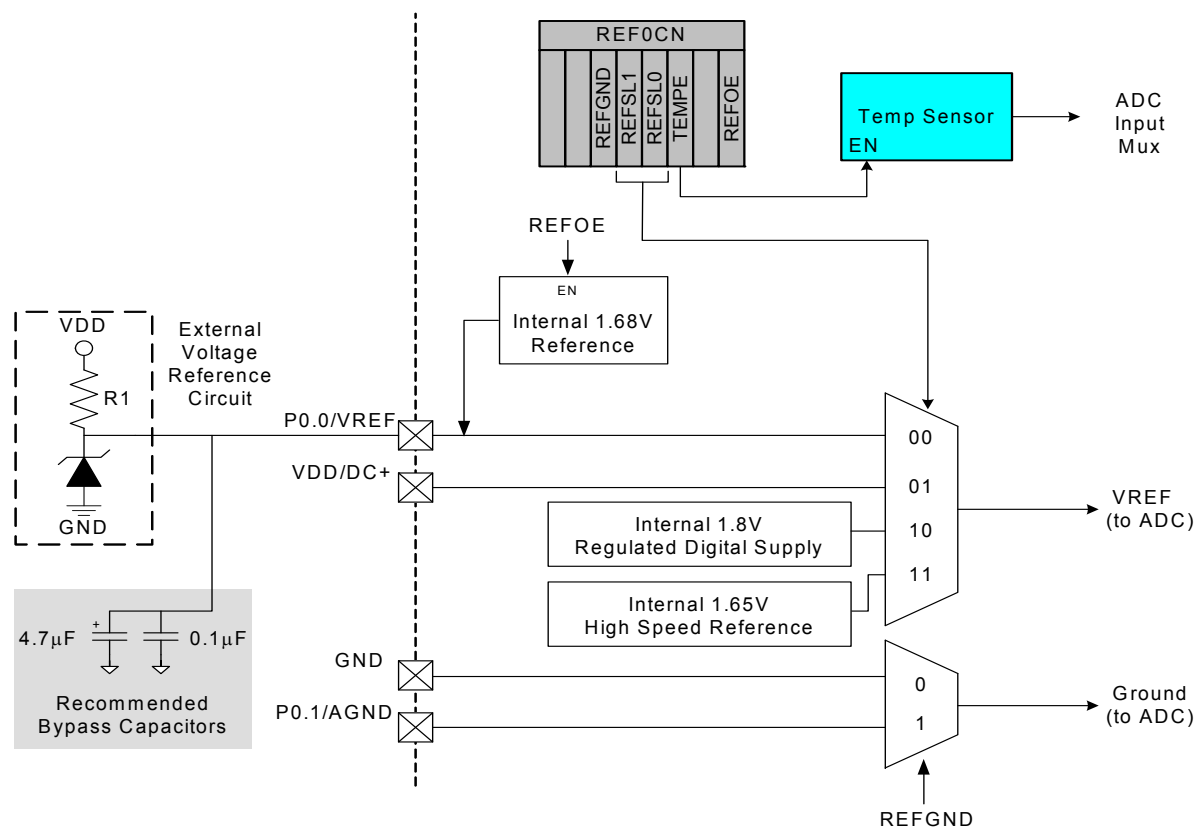 REF0CN
REFGND
REFSL1
REFSL0
TEMPE
REFOE
Temp Sensor
EN
ADC
Input
Mux
REFOE
EN
Internal 1.68V
Reference
VDD
R1
GND
External
Voltage
Reference
Circuit
P0.0/VREF
VDD/DC+
00
01
10
11
Internal 1.8V
Regulated Digital Supply
Internal 1.65V
High Speed Reference
VREF
(to ADC)
+
4.7μF
0.1μF
Recommended
Bypass Capacitors
GND
P0.1/AGND
0
1
Ground
(to ADC)
REFGND